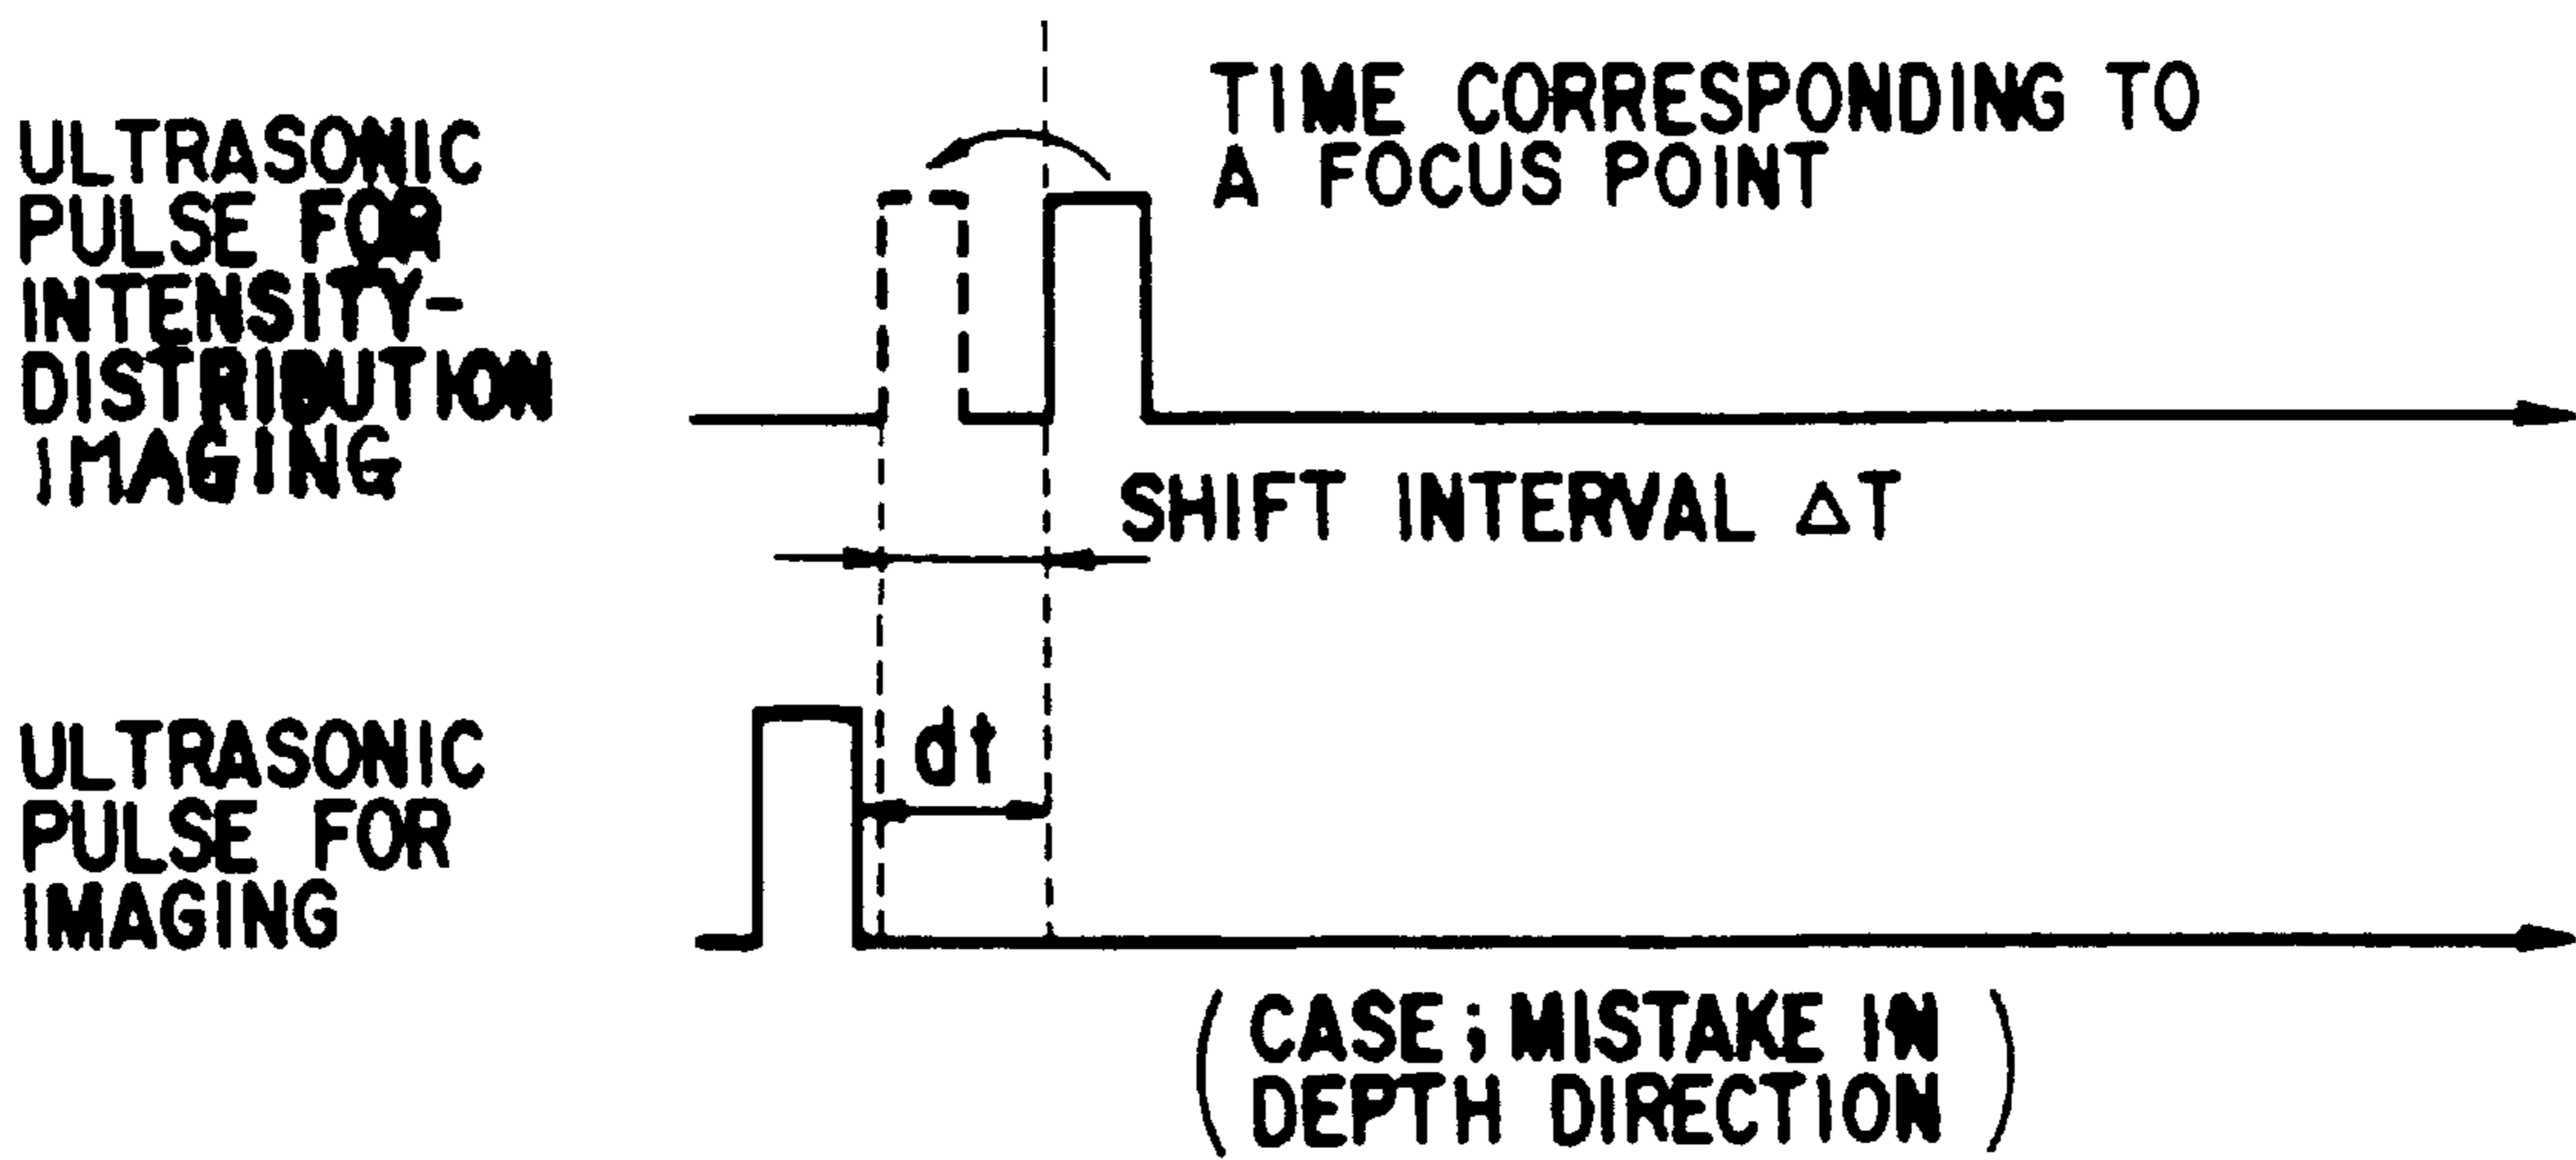 TIME CORRESPONDING TO
A FOCUS POINT
ULTRASONIC
PULSE FOR
INTENSITY-
DISTRIBUTION
IMAGING
SHIFT INTERVAL ΔT
ULTRASONIC
PULSE FOR
IMAGING
dt
(CASE; MISTAKE IN
DEPTH DIRECTION)